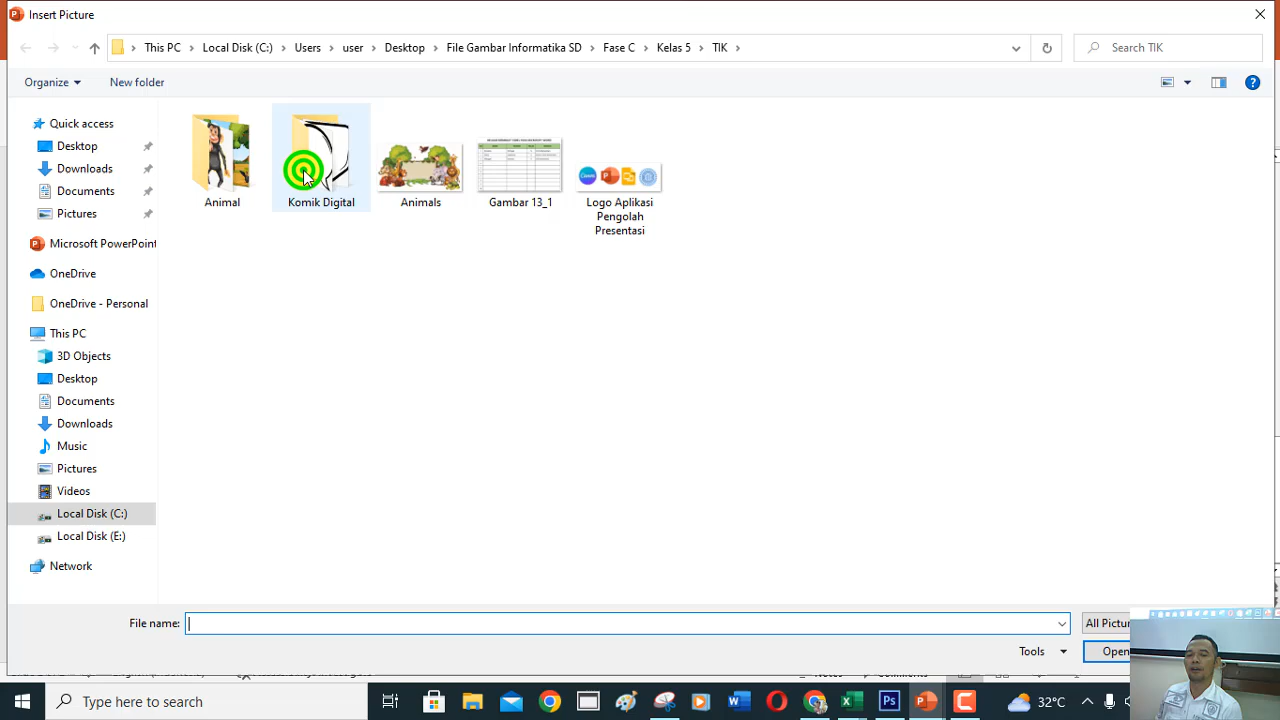 Insert Picture
This PC > Local Disk (C:) > Users > user > Desktop > File Gambar Informatika SD > Fase C > Kelas 5 > TIK >
Search TIK
Organize
New folder
Quick access
Desktop
Downloads
Documents
Pictures
Microsoft PowerPoint
OneDrive
OneDrive - Personal
This PC
3D Objects
Desktop
Documents
Downloads
Music
Pictures
Videos
Local Disk (C:)
Local Disk (E:)
Network
Animal
Komik Digital
Animals
Gambar 13_1
Logo Aplikasi
Pengolah
Presentasi
File name:
All Pictur
Tools
Open
Type here to search
32°C